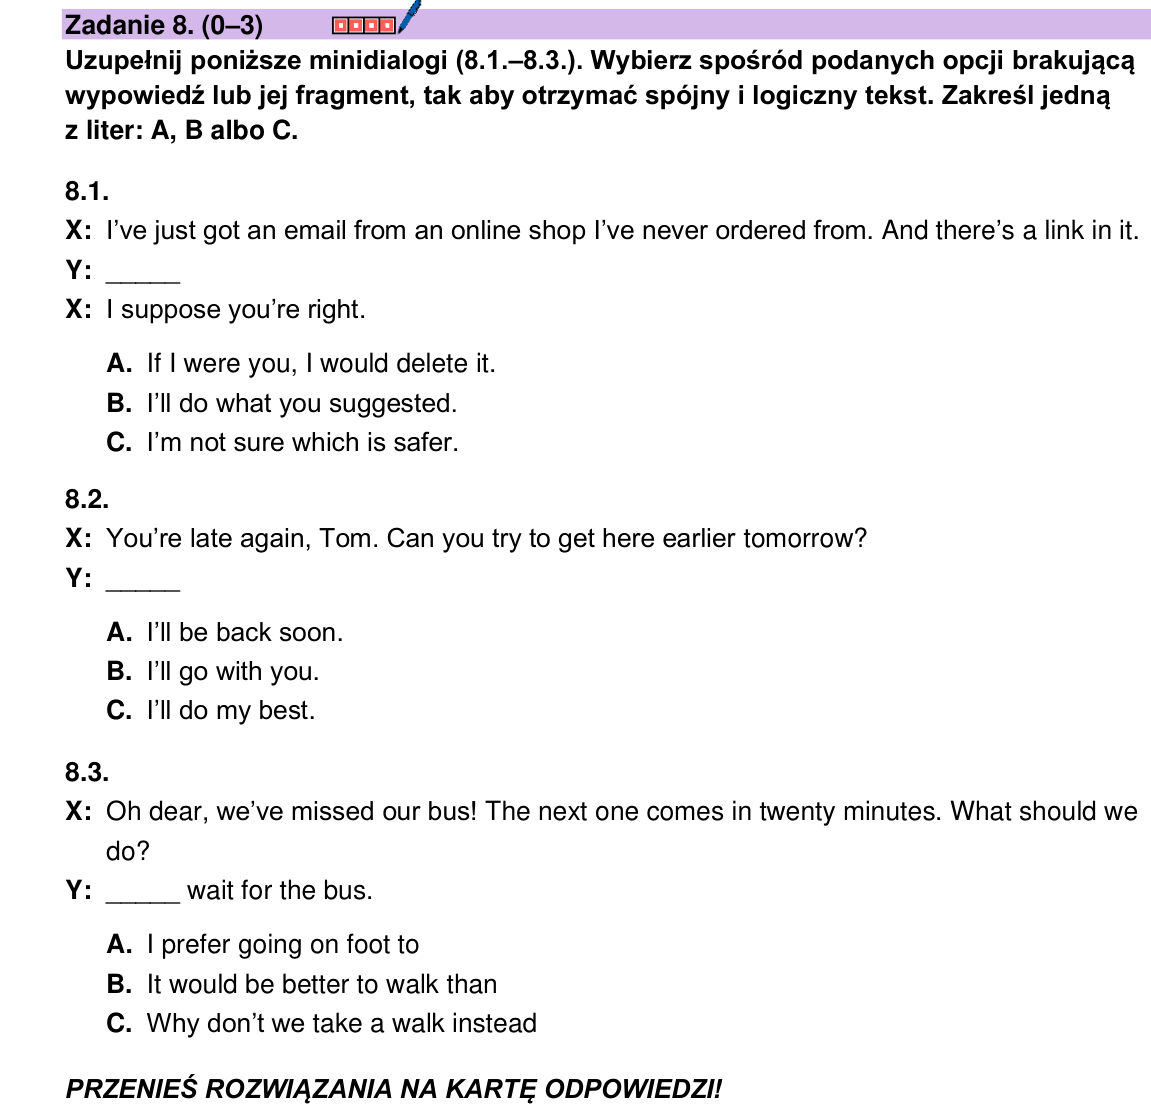 Zadanie 8. (0–3)
Uzupełnij poniższe minidialogi (8.1.–8.3.). Wybierz spośród podanych opcji brakującą
wypowiedź lub jej fragment, tak aby otrzymać spójny i logiczny tekst. Zakreśl jedną
z liter: A, B albo C.
8.1.
X: I’ve just got an email from an online shop I’ve never ordered from. And there’s a link in it.
Y: _____
X: I suppose you’re right.
A. If I were you, I would delete it.
B. I’ll do what you suggested.
C. I’m not sure which is safer.
8.2.
X: You’re late again, Tom. Can you try to get here earlier tomorrow?
Y: _____
A. I’ll be back soon.
B. I’ll go with you.
C. I’ll do my best.
8.3.
X: Oh dear, we’ve missed our bus! The next one comes in twenty minutes. What should we
do?
Y: _____ wait for the bus.
A. I prefer going on foot to
B. It would be better to walk than
C. Why don’t we take a walk instead
PRZENIEŚ ROZWIĄZANIA NA KARTĘ ODPOWIEDZI!